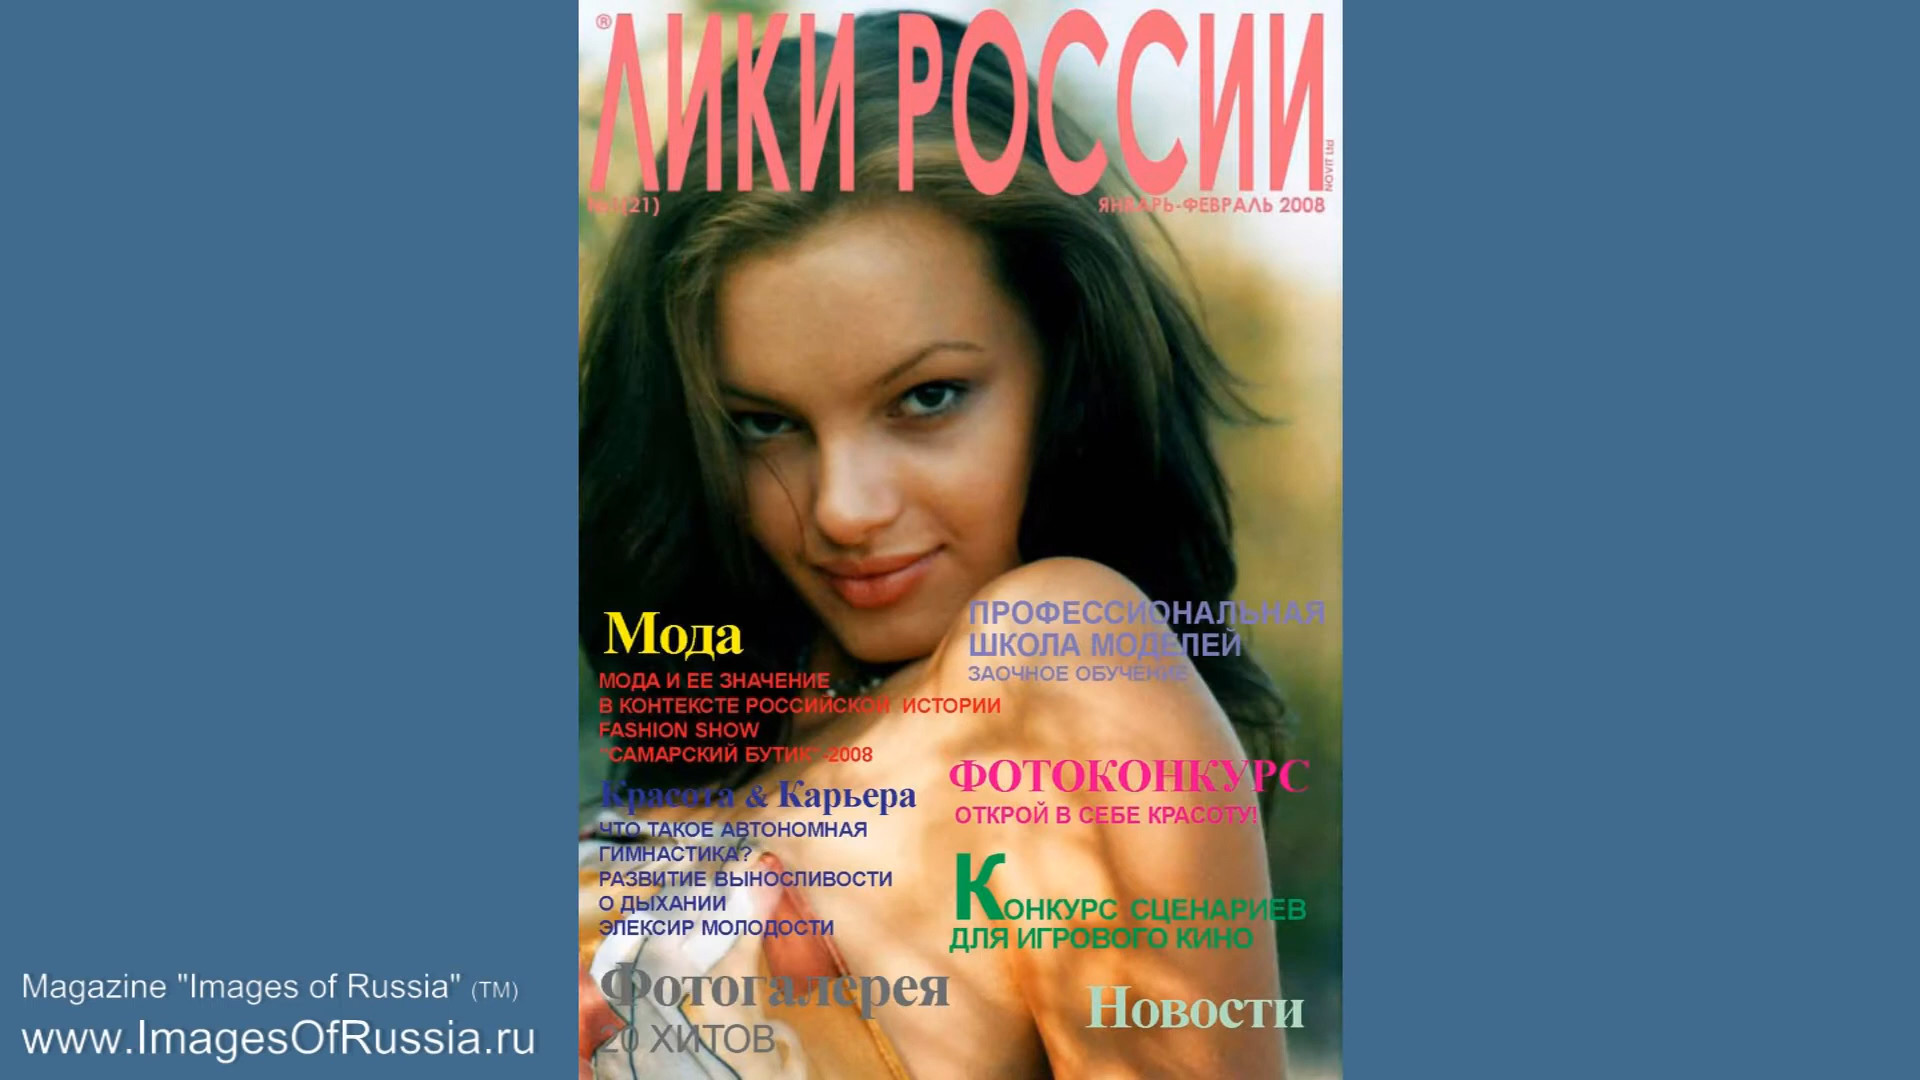 ®
ЛИКИ РОССИИ
NOVIT Ltd
№1(21)
ЯНВАРЬ-ФЕВРАЛЬ 2008
Мода
МОДА И ЕЕ ЗНАЧЕНИЕ
В КОНТЕКСТЕ РОССИЙСКОЙ ИСТОРИИ
FASHION SHOW
"САМАРСКИЙ БУТИК"-2008
Красота & Карьера
ЧТО ТАКОЕ АВТОНОМНАЯ
ГИМНАСТИКА?
РАЗВИТИЕ ВЫНОСЛИВОСТИ
О ДЫХАНИИ
ЭЛЕКСИР МОЛОДОСТИ
Фотогалерея
20 ХИТОВ
ПРОФЕССИОНАЛЬНАЯ
ШКОЛА МОДЕЛЕЙ
ЗАОЧНОЕ ОБУЧЕНИЕ
ФОТОКОНКУРС
ОТКРОЙ В СЕБЕ КРАСОТУ!
КОНКУРС СЦЕНАРИЕВ
ДЛЯ ИГРОВОГО КИНО
Новости
Magazine "Images of Russia" (TM)
www.ImagesOfRussia.ru